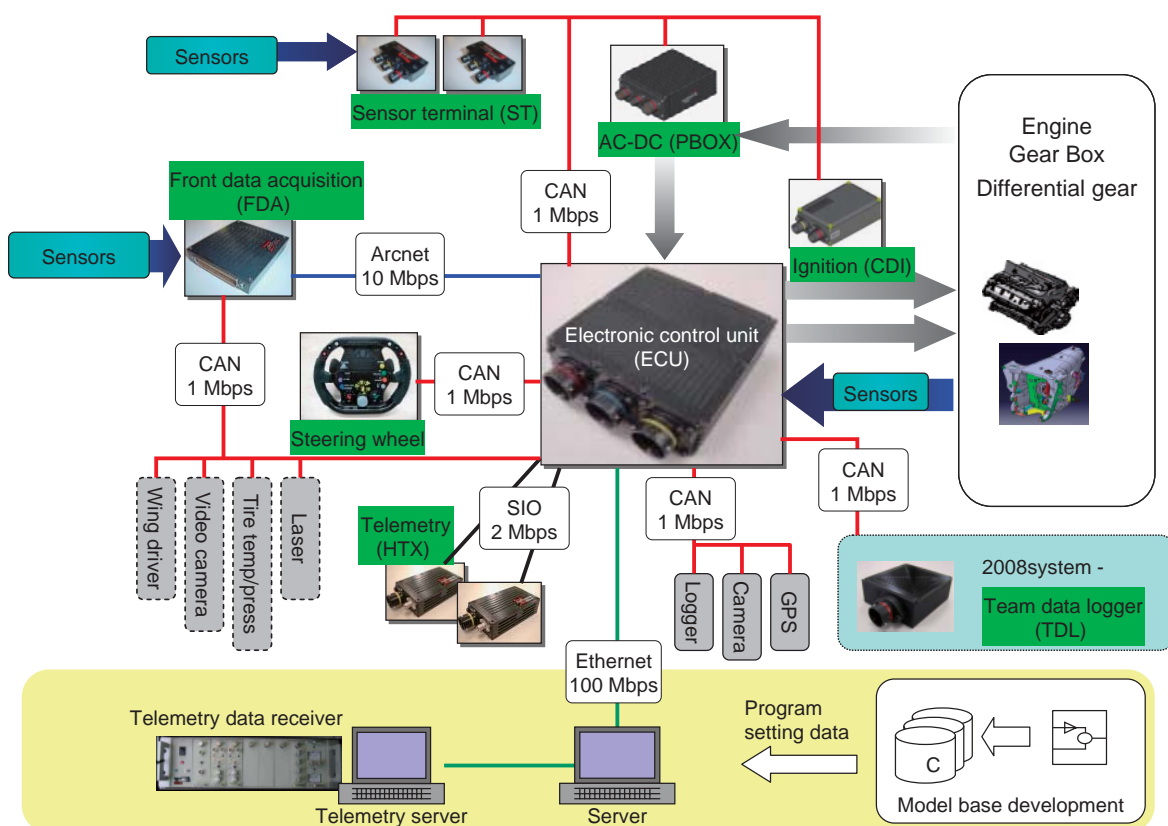 Sensors
Sensor terminal (ST)
AC-DC (PBOX)
Engine
Gear Box
Differential gear
Front data acquisition
(FDA)
CAN
1 Mbps
Sensors
Arcnet
10 Mbps
Ignition (CDI)
Electronic control unit
(ECU)
CAN
1 Mbps
CAN
1 Mbps
Sensors
Steering wheel
CAN
1 Mbps
Wing driver
Video camera
Tire temp/press
Laser
Telemetry
(HTX)
SIO
2 Mbps
CAN
1 Mbps
Logger
Camera
GPS
2008system -
Team data logger
(TDL)
Ethernet
100 Mbps
Telemetry data receiver
Program
setting data
C
Telemetry server
Server
Model base development